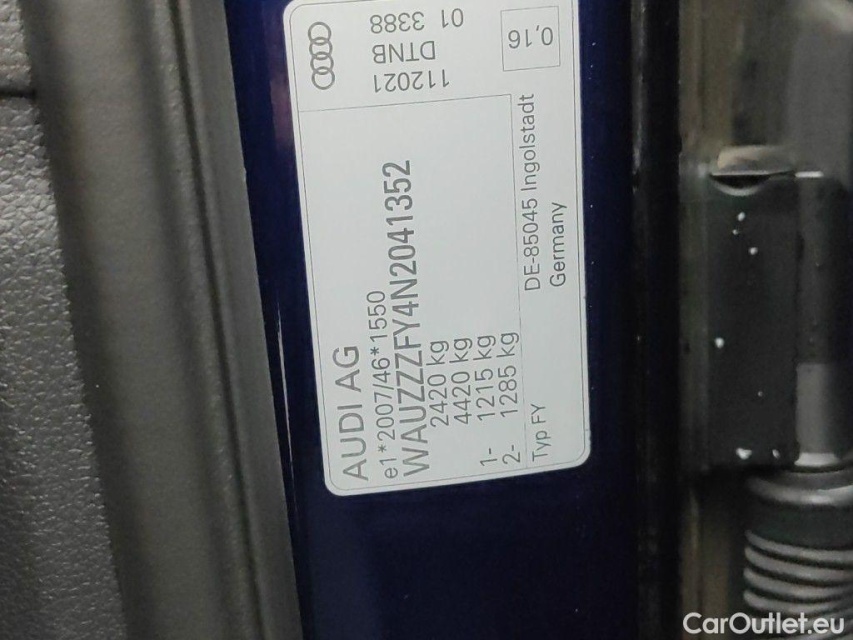 AUDI AG
e1*2007/46*1550
WAUZZZFY4N2041352
2420 kg
4420 kg
1- 1215 kg
2- 1285 kg
Typ FY
DE-85045 Ingolstadt
Germany
112021
DTNB
01 3388
0,16
CarOutlet.eu